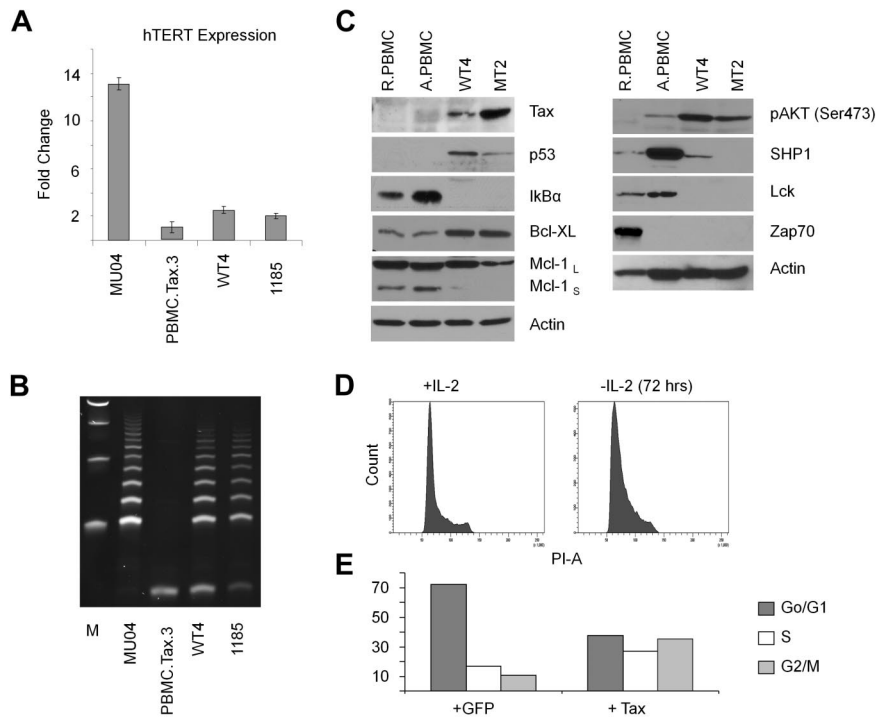 A
hTERT Expression
Fold Change
14
10
6
2
MU04
PBMC.Tax.3
WT4
1185
B
M
MU04
PBMC.Tax.3
WT4
1185
C
R.PBMC
A.PBMC
WT4
MT2
Tax
p53
IkBα
Bcl-XL
Mcl-1 L
Mcl-1 S
Actin
R.PBMC
A.PBMC
WT4
MT2
pAKT (Ser473)
SHP1
Lck
Zap70
Actin
D
+IL-2
-IL-2 (72 hrs)
Count
PI-A
E
70
50
30
10
+GFP
+ Tax
Go/G1
S
G2/M